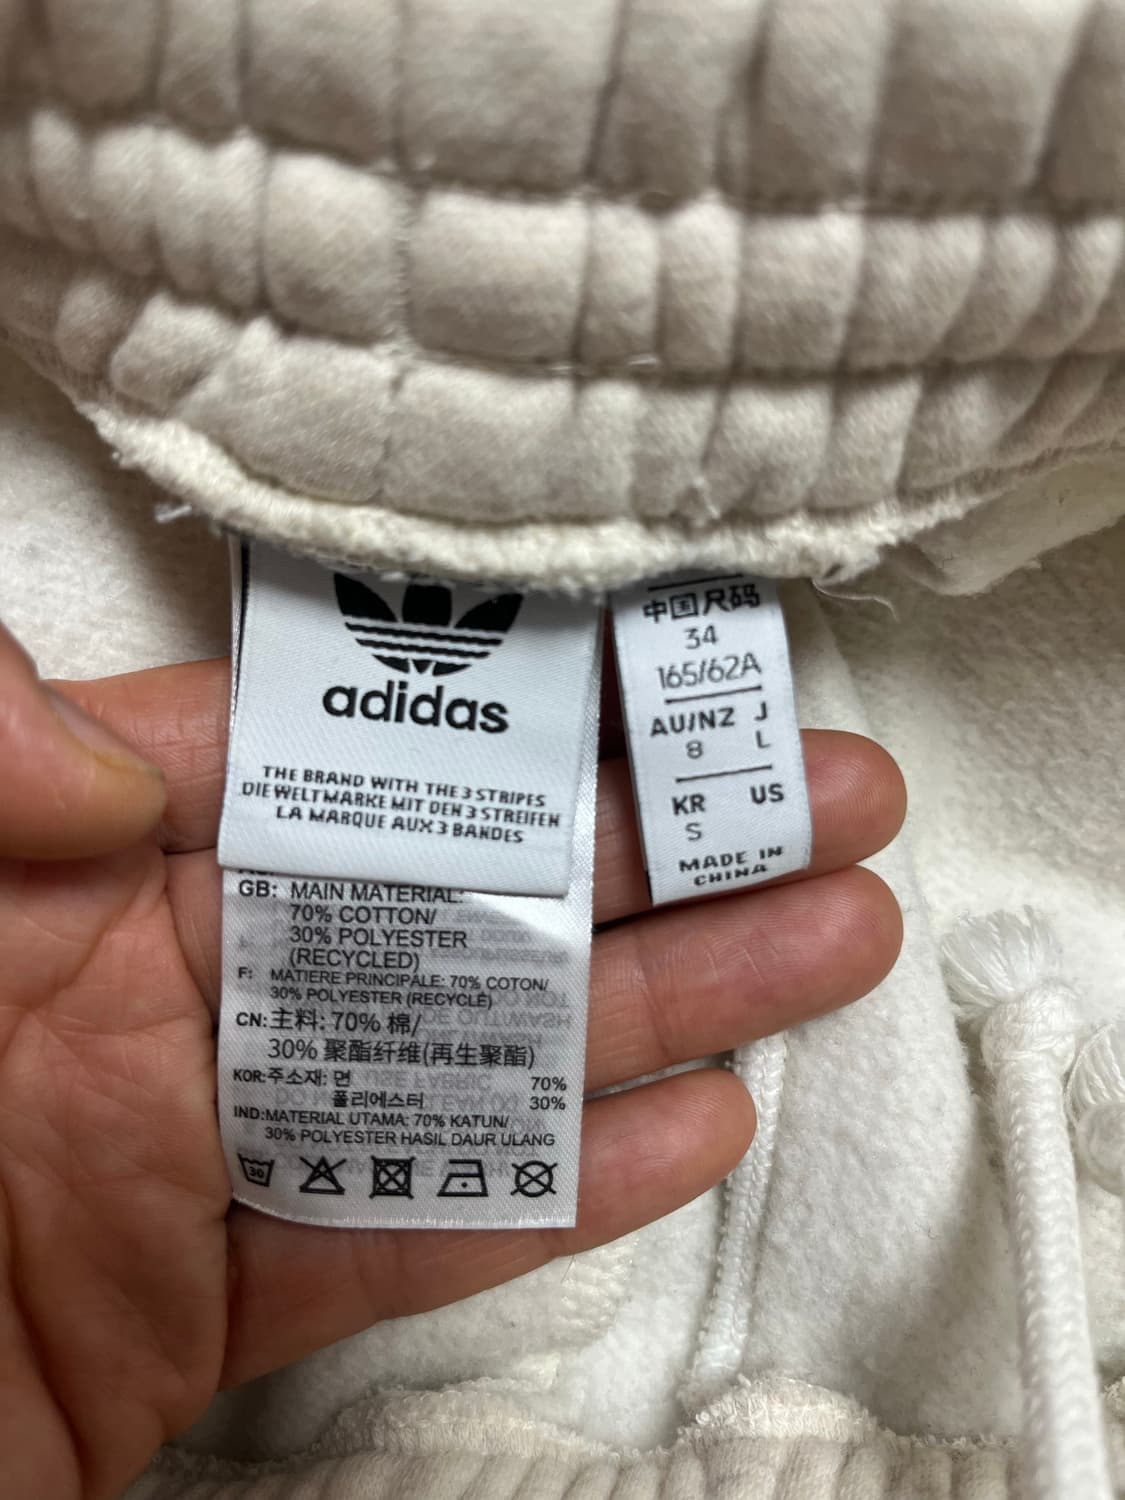 adidas
THE BRAND WITH THE 3 STRIPES
DIE WELTMARKE MIT DEN 3 STREIFEN
LA MARQUE AUX 3 BANDES
GB: MAIN MATERIAL:
70% COTTON/
30% POLYESTER
(RECYCLED)
F: MATIERE PRINCIPALE: 70% COTON/
30% POLYESTER (RECYCLÉ)
CN:主料: 70% 棉/
30% 聚酯纤维(再生聚酯)
KOR:주소재: 면 70%
폴리에스터 30%
IND:MATERIAL UTAMA: 70% KATUN/
30% POLYESTER HASIL DAUR ULANG
30
中国尺码
34
165/62A
AU/NZ J
8 L
KR US
S
MADE IN
CHINA